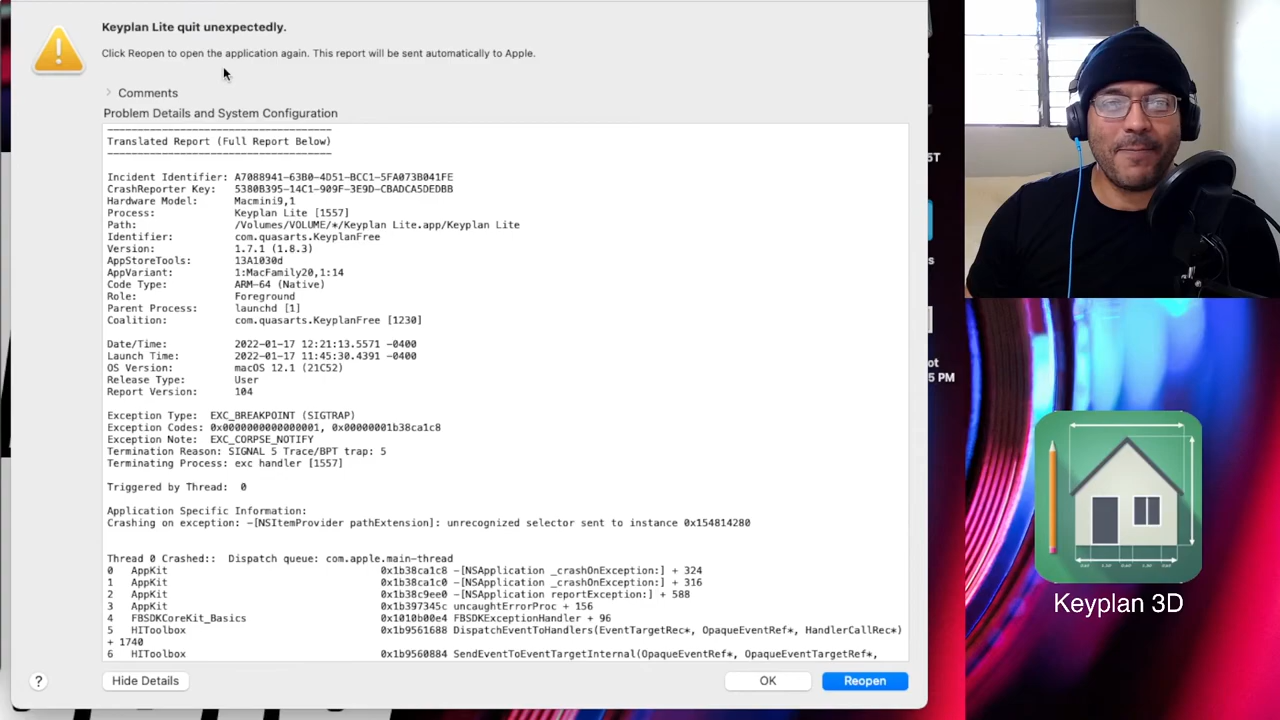 Keyplan Lite quit unexpectedly.
Click Reopen to open the application again. This report will be sent automatically to Apple.
Comments
Problem Details and System Configuration
-------------------------------------
Translated Report (Full Report Below)
-------------------------------------
Incident Identifier: A7088941-63B0-4D51-BCC1-5FA073B041FE
CrashReporter Key: 5380B395-14C1-909F-3E9D-CBADCA5DEDBB
Hardware Model: Macmini9,1
Process: Keyplan Lite [1557]
Path: /Volumes/VOLUME/*/Keyplan Lite.app/Keyplan Lite
Identifier: com.quasarts.KeyplanFree
Version: 1.7.1 (1.8.3)
AppStoreTools: 13A1030d
AppVariant: 1:MacFamily20,1:14
Code Type: ARM-64 (Native)
Role: Foreground
Parent Process: launchd [1]
Coalition: com.quasarts.KeyplanFree [1230]
Date/Time: 2022-01-17 12:21:13.5571 -0400
Launch Time: 2022-01-17 11:45:30.4391 -0400
OS Version: macOS 12.1 (21C52)
Release Type: User
Report Version: 104
Exception Type: EXC_BREAKPOINT (SIGTRAP)
Exception Codes: 0x0000000000000001, 0x00000001b38ca1c8
Exception Note: EXC_CORPSE_NOTIFY
Termination Reason: SIGNAL 5 Trace/BPT trap: 5
Terminating Process: exc handler [1557]
Triggered by Thread: 0
Application Specific Information:
Crashing on exception: -[NSItemProvider pathExtension]: unrecognized selector sent to instance 0x154814280
Thread 0 Crashed:: Dispatch queue: com.apple.main-thread
0 AppKit 0x1b38ca1c8 -[NSApplication _crashOnException:] + 324
1 AppKit 0x1b38ca1c0 -[NSApplication _crashOnException:] + 316
2 AppKit 0x1b38c9ee0 -[NSApplication reportException:] + 588
3 AppKit 0x1b397345c uncaughtErrorProc + 156
4 FBSDKCoreKit_Basics 0x1010b00e4 FBSDKExceptionHandler + 96
5 HIToolbox 0x1b9561688 DispatchEventToHandlers(EventTargetRec*, OpaqueEventRef*, HandlerCallRec*)
+ 1740
6 HIToolbox 0x1b9560884 SendEventToEventTargetInternal(OpaqueEventRef*, OpaqueEventTargetRef*,
? Hide Details OK Reopen
5T
s
ot
5 PM
Keyplan 3D